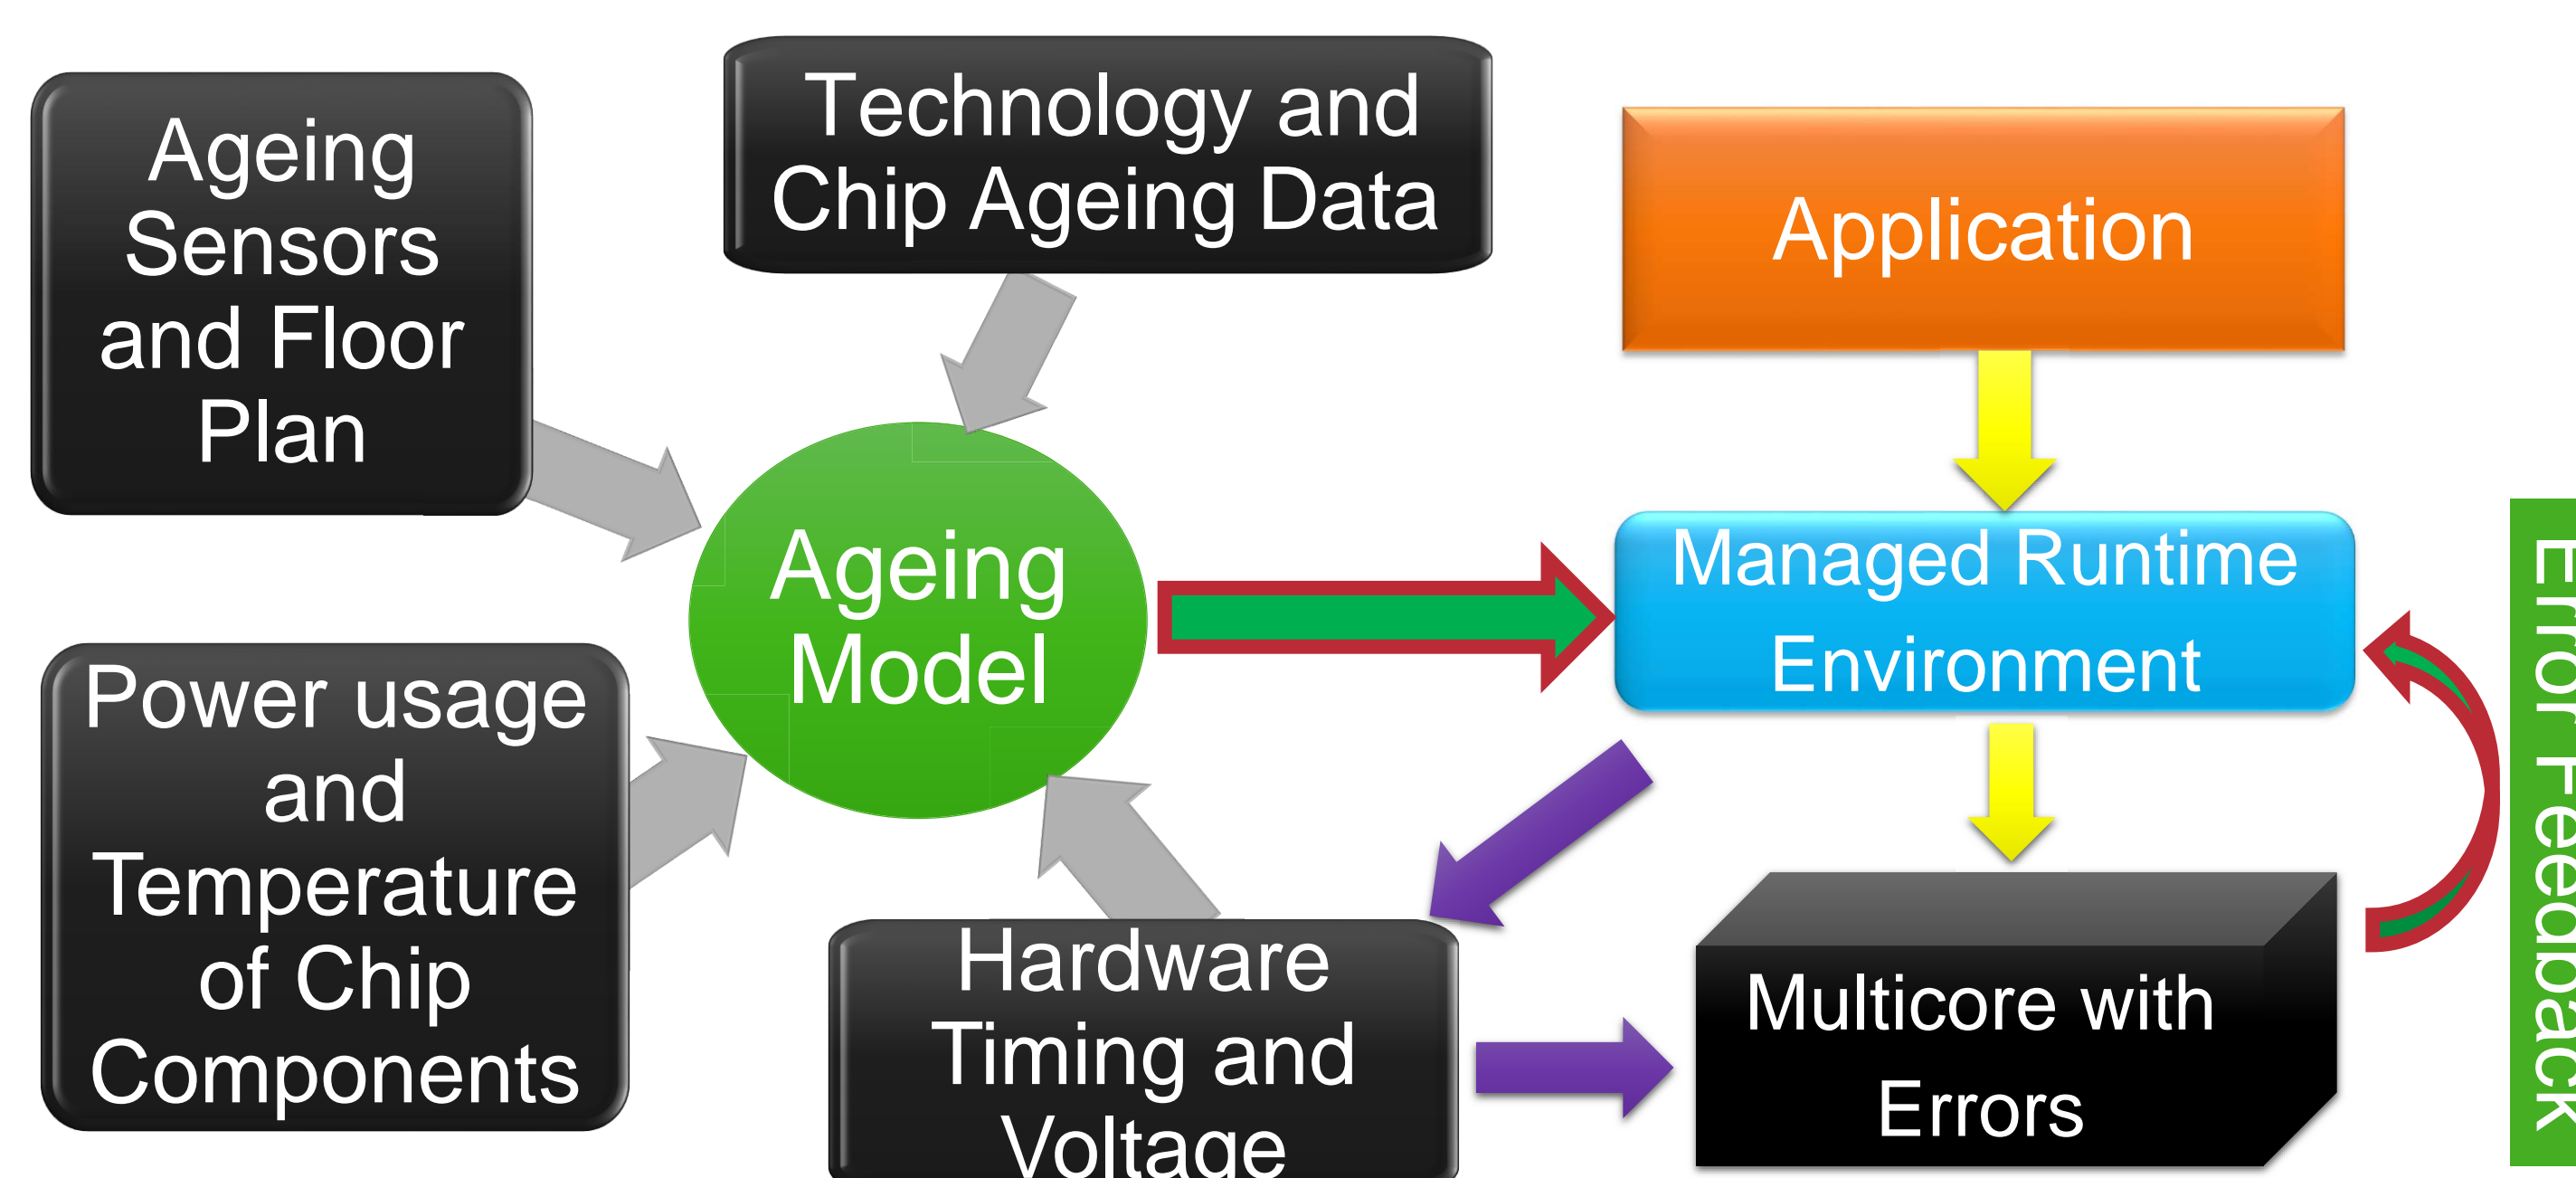 Ageing
Sensors
and Floor
Plan
Technology and
Chip Ageing Data
Application
Ageing
Model
Managed Runtime
Environment
Power usage
and
Temperature
of Chip
Components
Hardware
Timing and
Voltage
Multicore with
Errors
Error Feedback